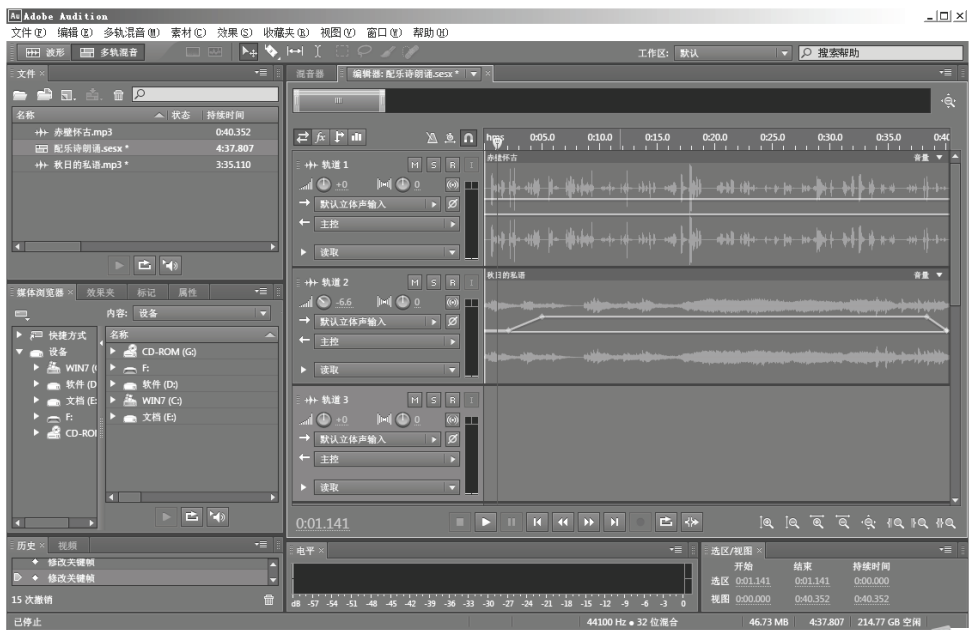 Au Adobe Audition
文件(F) 编辑(E) 多轨混音(M) 素材(C) 效果(S) 收藏夹(R) 视图(V) 窗口(W) 帮助(H)
波形 多轨混音 工作区: 默认 搜索帮助
文件 ×
名称 状态 持续时间
赤壁怀古.mp3 0:40.352
配乐诗朗诵.sesx * 4:37.807
秋日的私语.mp3 * 3:35.110
媒体浏览器 × 效果夹 标记 属性
内容: 设备
快捷方式
设备
WIN7 (
软件 (D
文档 (E:
F:
CD-ROI
名称
CD-ROM (G:)
F:
软件 (D:)
WIN7 (C:)
文档 (E:)
历史 × 视频
修改关键帧
修改关键帧
15 次撤销
已停止
混音器 编辑器: 配乐诗朗诵.sesx * ×
fx
hms 0:05.0 0:10.0 0:15.0 0:20.0 0:25.0 0:30.0 0:35.0 0:40
轨道 1 M S R I
+0 0
默认立体声输入
主控
读取
赤壁怀古 音量
轨道 2 M S R I
-6.6 0
默认立体声输入
主控
读取
秋日的私语 音量
轨道 3 M S R I
+0 0
默认立体声输入
主控
读取
0:01.141
电平 ×
dB -57 -54 -51 -48 -45 -42 -39 -36 -33 -30 -27 -24 -21 -18 -15 -12 -9 -6 -3 0
选区/视图 ×
开始 结束 持续时间
选区 0:01.141 0:01.141 0:00.000
视图 0:00.000 0:40.352 0:40.352
44100 Hz ● 32 位混合 46.73 MB 4:37.807 214.77 GB 空闲